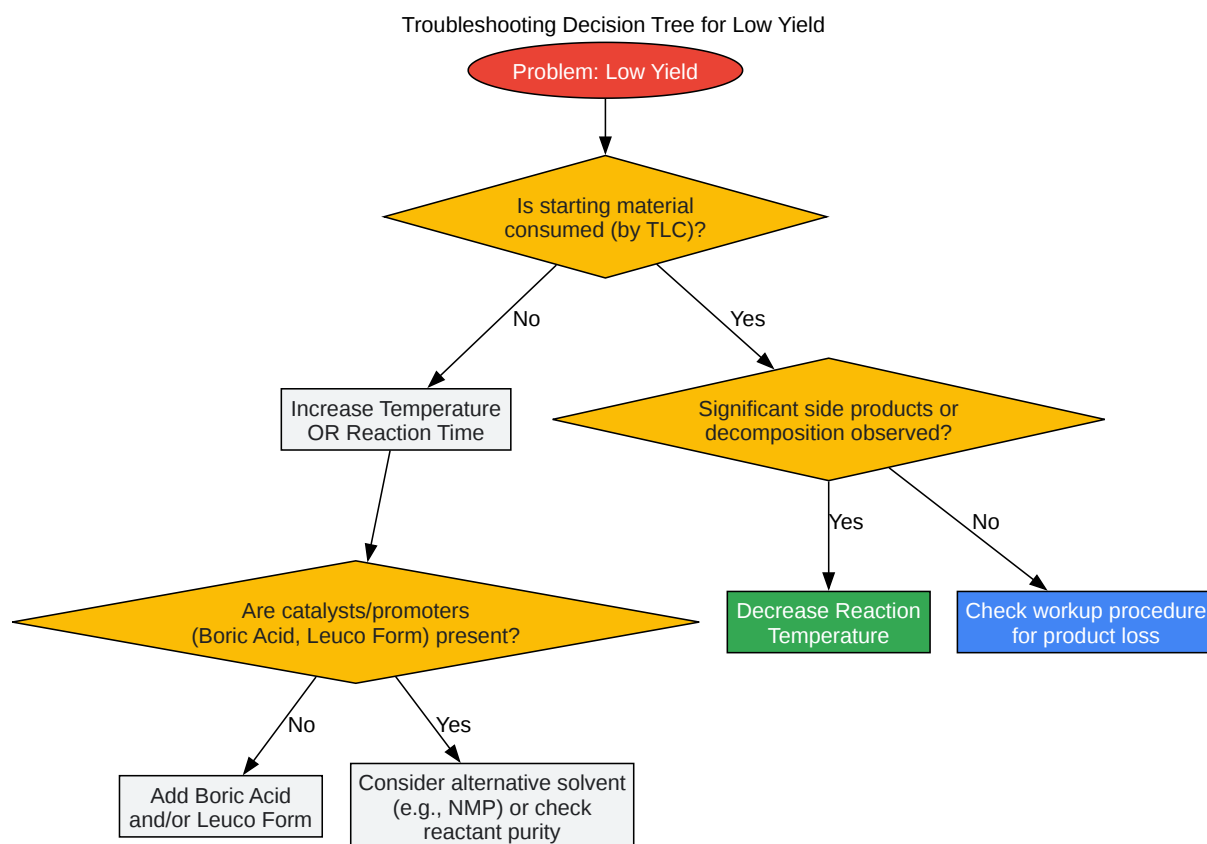 Troubleshooting Decision Tree for Low Yield
Problem: Low Yield
Is starting material
consumed (by TLC)?
No
Yes
Increase Temperature
OR Reaction Time
Significant side products or
decomposition observed?
Yes
No
Decrease Reaction
Temperature
Check workup procedure
for product loss
Are catalysts/promoters
(Boric Acid, Leuco Form) present?
No
Yes
Add Boric Acid
and/or Leuco Form
Consider alternative solvent
(e.g., NMP) or check
reactant purity